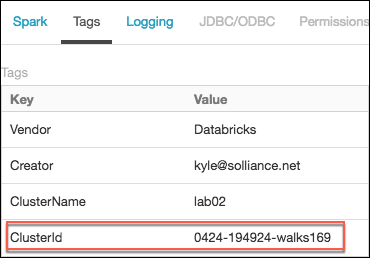 Spark Tags Logging JDBC/ODBC Permissions
Tags
Key Value
Vendor Databricks
Creator kyle@solliance.net
ClusterName lab02
ClusterId 0424-194924-walks169